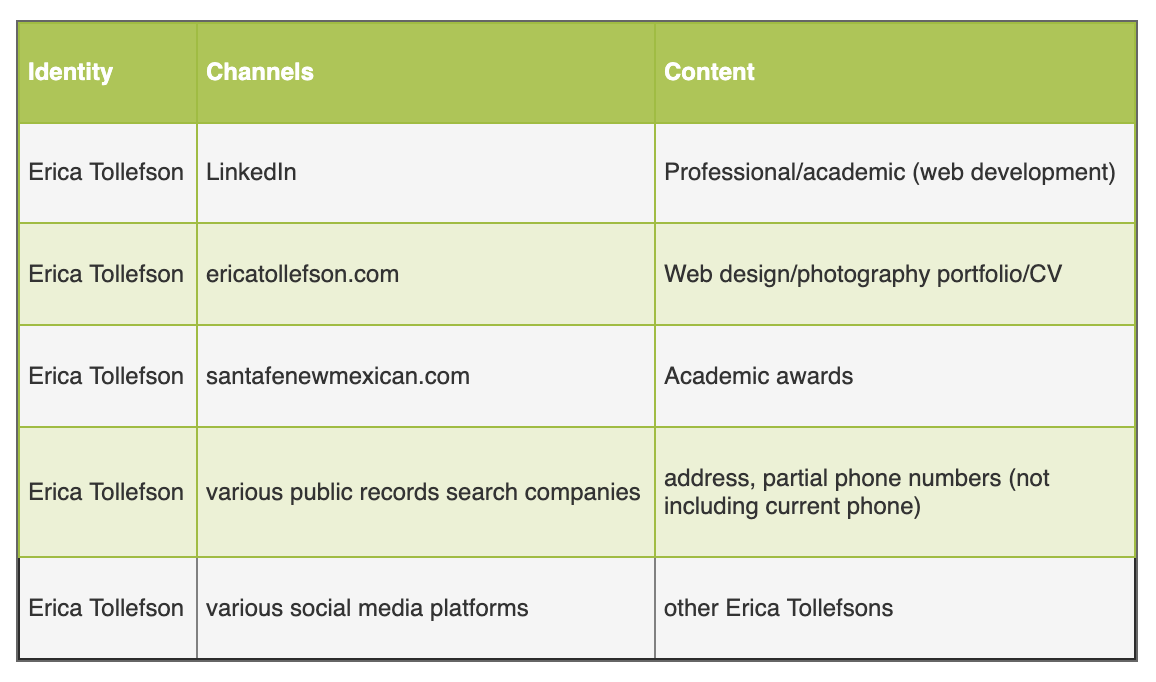 Identity Channels Content
Erica Tollefson LinkedIn Professional/academic (web development)
Erica Tollefson ericatollefson.com Web design/photography portfolio/CV
Erica Tollefson santafenewmexican.com Academic awards
Erica Tollefson various public records search companies address, partial phone numbers (not
including current phone)
Erica Tollefson various social media platforms other Erica Tollefsons